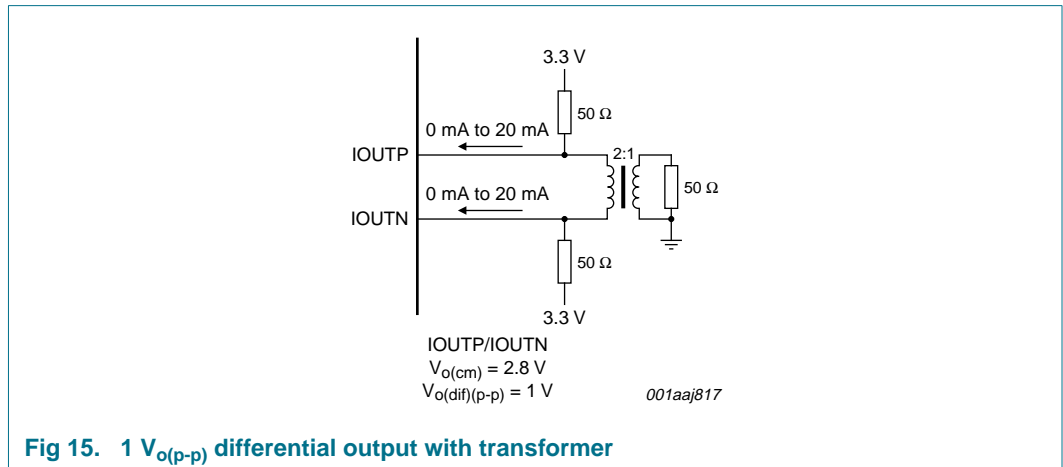 3.3 V
50 Ω
0 mA to 20 mA
IOUTP
2:1
50 Ω
0 mA to 20 mA
IOUTN
50 Ω
3.3 V
IOUTP/IOUTN
Vo(cm) = 2.8 V
Vo(dif)(p-p) = 1 V
001aaj817
Fig 15. 1 Vo(p-p) differential output with transformer